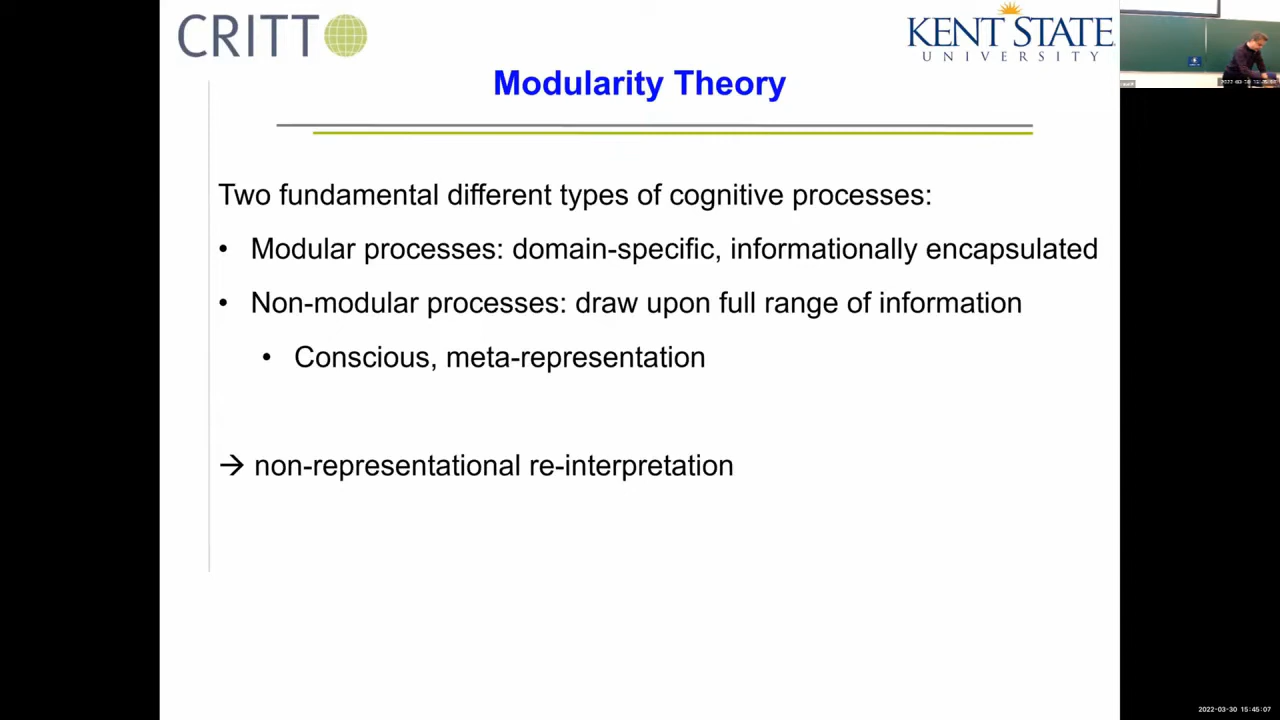 CRITT
KENT STATE
UNIVERSITY
Modularity Theory
Two fundamental different types of cognitive processes:
• Modular processes: domain-specific, informationally encapsulated
• Non-modular processes: draw upon full range of information
• Conscious, meta-representation
→ non-representational re-interpretation
2022-03-30 15:45:07